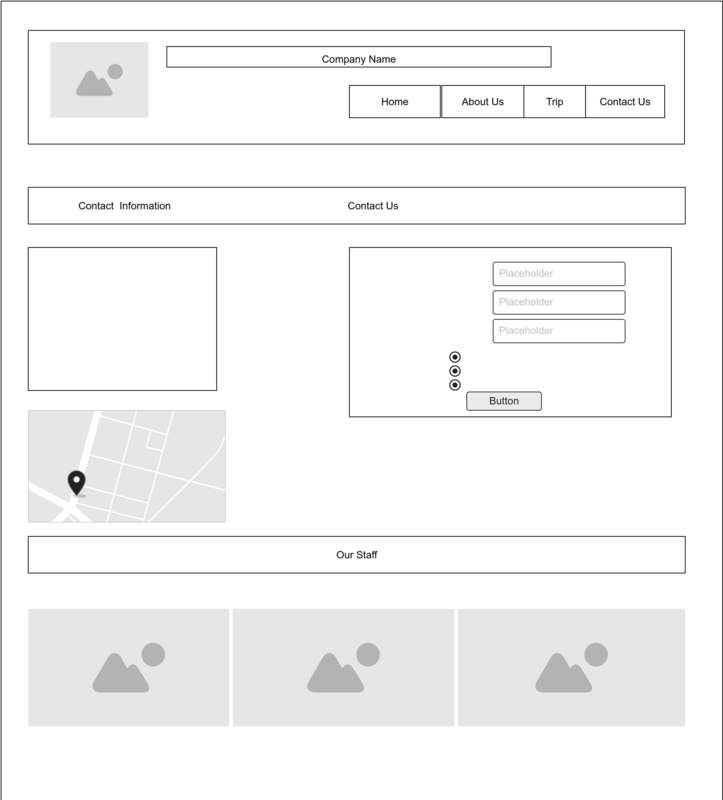 Company Name
Home
About Us
Trip
Contact Us
Contact  Information
Contact Us
Placeholder
Placeholder
Placeholder
Button
Our Staff